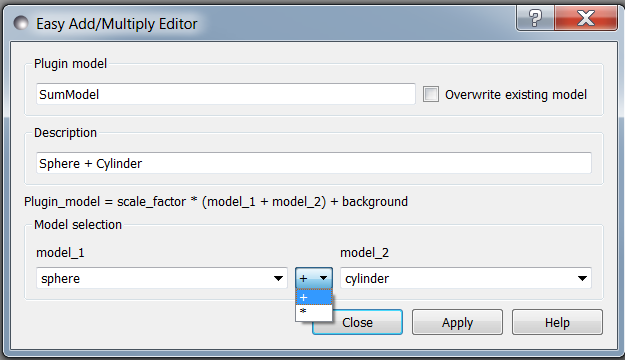 Easy Add/Multiply Editor
?
Plugin model
SumModel
Overwrite existing model
Description
Sphere + Cylinder
Plugin_model = scale_factor * (model_1 + model_2) + background
Model selection
model_1
model_2
sphere
+
cylinder
+
*
Close
Apply
Help